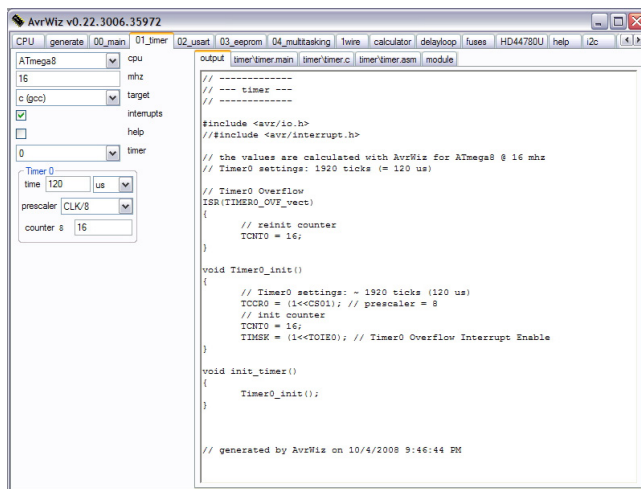 AvrWiz v0.22.3006.35972
CPU generate 00_main 01_timer 02_usart 03_eeprom 04_multitasking 1wire calculator delayloop fuses HD44780U help i2c
ATmega8 cpu
16 mhz
c (gcc) target
interrupts
help
0 timer
Timer 0
time 120 us
prescaler CLK/8
counter 8 16
output timer\timer.main timer\timer.c timer\timer.asm module
// -------------
// --- timer ---
// -------------
#include <avr/io.h>
//#include <avr/interrupt.h>
// the values are calculated with AvrWiz for ATmega8 @ 16 mhz
// Timer0 settings: 1920 ticks (= 120 us)
// Timer0 Overflow
ISR(TIMER0_OVF_vect)
{
// reinit counter
TCNT0 = 16;
}
void Timer0_init()
{
// Timer0 settings: ~ 1920 ticks (120 us)
TCCR0 = (1<<CS01); // prescaler = 8
// init counter
TCNT0 = 16;
TIMSK = (1<<TOIE0); // Timer0 Overflow Interrupt Enable
}
void init_timer()
{
Timer0_init();
}
// generated by AvrWiz on 10/4/2008 9:46:44 PM